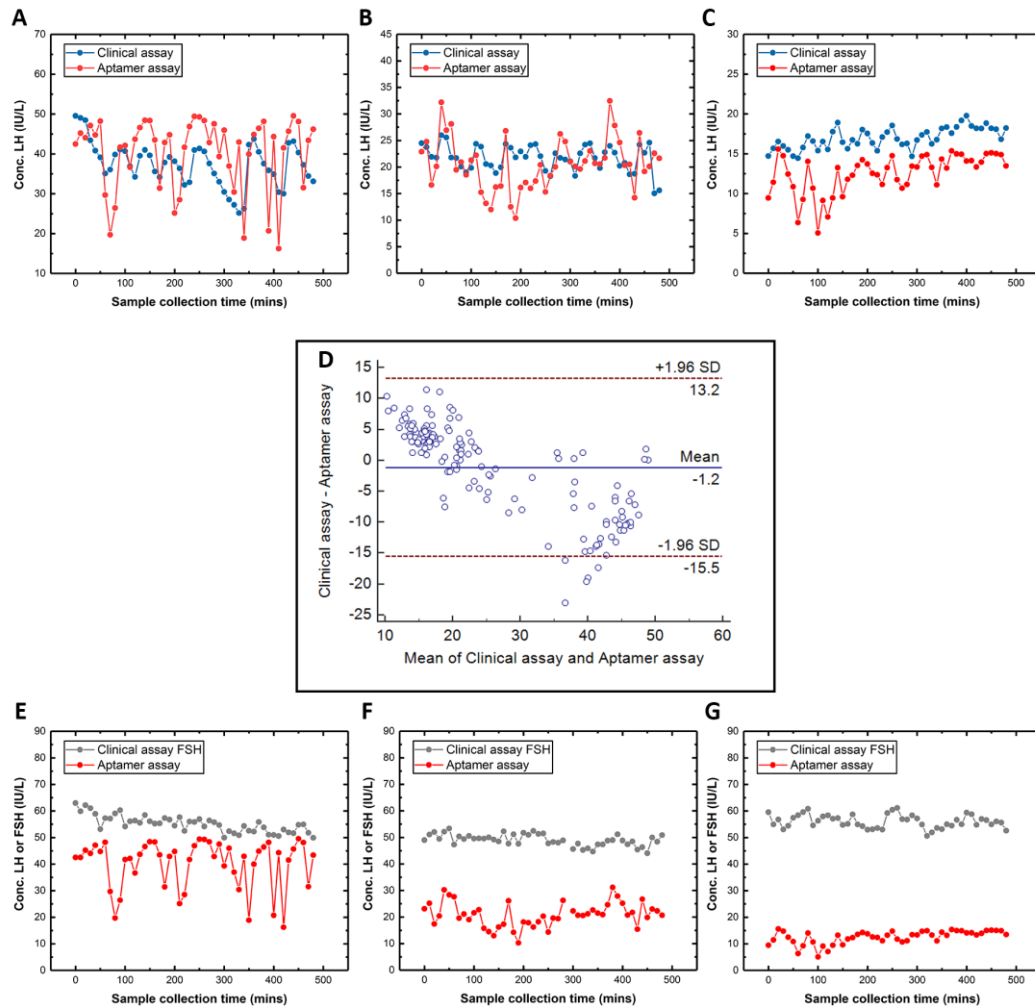 A
Conc. LH (IU/L)
70
60
50
40
30
20
10
Clinical assay
Aptamer assay
0 100 200 300 400 500
Sample collection time (mins)
B
Conc. LH (IU/L)
45
40
35
30
25
20
15
10
5
0
Clinical assay
Aptamer assay
0 100 200 300 400 500
Sample collection time (mins)
C
Conc. LH (IU/L)
30
25
20
15
10
5
0
Clinical assay
Aptamer assay
0 100 200 300 400 500
Sample collection time (mins)
D
Clinical assay - Aptamer assay
15
10
5
0
-5
-10
-15
-20
-25
+1.96 SD
13.2
Mean
-1.2
-1.96 SD
-15.5
10 20 30 40 50 60
Mean of Clinical assay and Aptamer assay
E
Conc. LH or FSH (IU/L)
90
80
70
60
50
40
30
20
10
0
Clinical assay FSH
Aptamer assay
0 100 200 300 400 500
Sample collection time (mins)
F
Conc. LH or FSH (IU/L)
90
80
70
60
50
40
30
20
10
0
Clinical assay FSH
Aptamer assay
0 100 200 300 400 500
Sample collection time (mins)
G
Conc. LH or FSH (IU/L)
90
80
70
60
50
40
30
20
10
0
Clinical assay FSH
Aptamer assay
0 100 200 300 400 500
Sample collection time (mins)